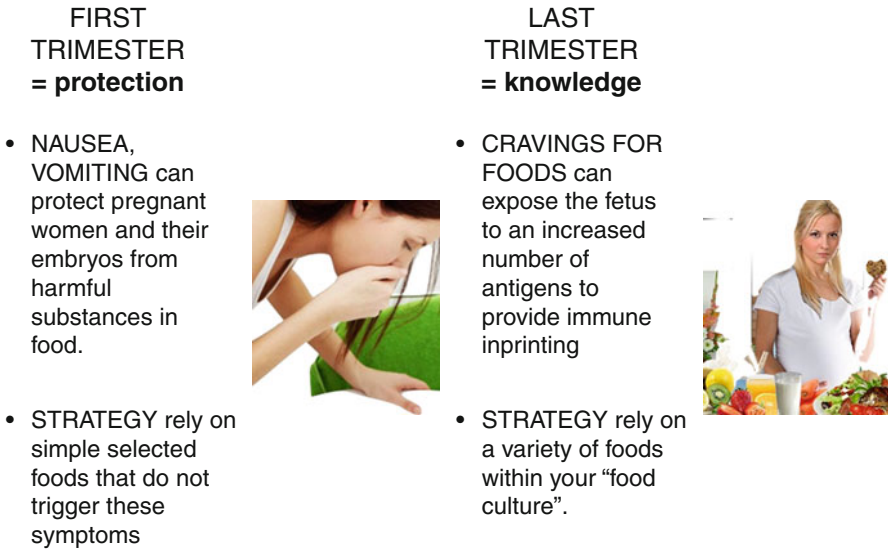 FIRST
TRIMESTER
= protection
• NAUSEA,
VOMITING can
protect pregnant
women and their
embryos from
harmful
substances in
food.
• STRATEGY rely on
simple selected
foods that do not
trigger these
symptoms
LAST
TRIMESTER
= knowledge
• CRAVINGS FOR
FOODS can
expose the fetus
to an increased
number of
antigens to
provide immune
inprinting
• STRATEGY rely on
a variety of foods
within your “food
culture”.